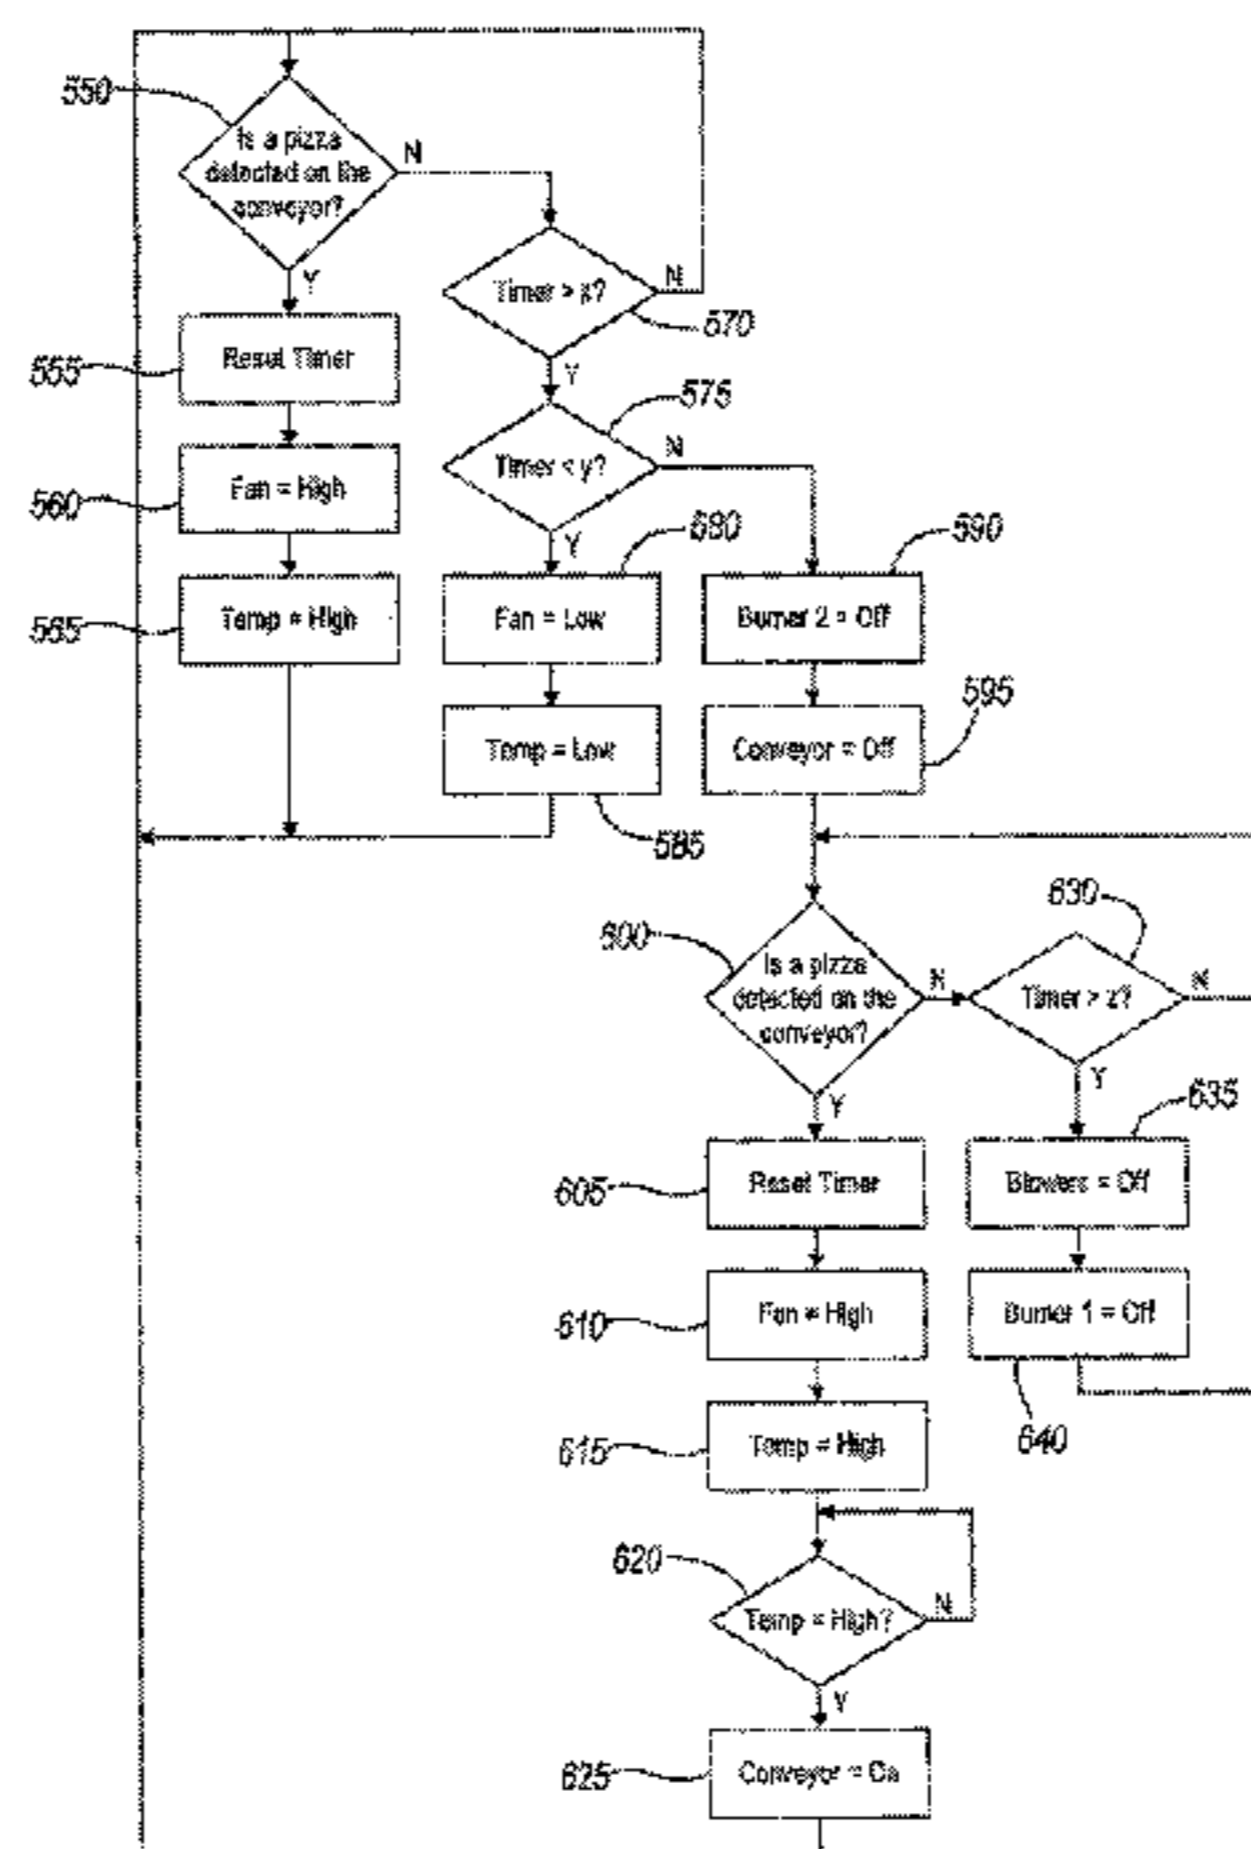 550
Is a pizza
detected on the
conveyor?
N
Y
Timer > x?
N
570
Y
555
Reset Timer
575
Timer < y?
N
Y
560
Fan = High
580
590
565
Temp = High
Fan = Low
Burner 2 = Off
595
Temp = Low
Conveyor = Off
585
630
600
Is a pizza
detected on the
conveyor?
N
Timer > z?
N
Y
Y
635
605
Reset Timer
Blowers = Off
610
Fan = High
Burner 1 = Off
640
615
Temp = High
620
Temp = High?
N
Y
625
Conveyor = On